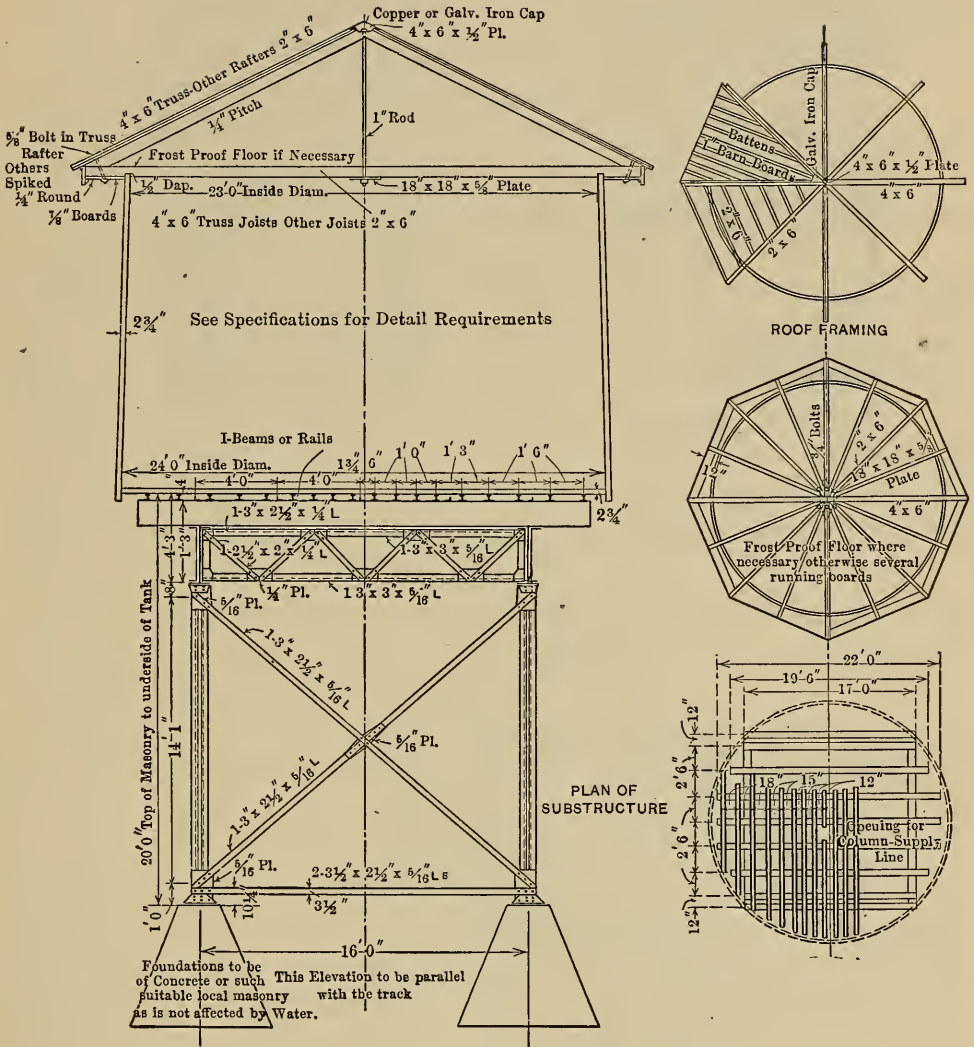 Copper or Galv. Iron Cap
4" x 6" x ½" Pl.
4" x 6" Truss-Other Rafters 2" x 6"
¼" Pitch
1" Rod
⅝" Bolt in Truss
Rafter
Others
Spiked
¼" Round
⅞" Boards
Frost Proof Floor if Necessary
½" Dap.
23'0" Inside Diam.
18" x 18" x ⅝" Plate
4" x 6" Truss Joists Other Joists 2" x 6"
2¾"
See Specifications for Detail Requirements
I-Beams or Rails
24'0" Inside Diam.
1¾"
6"
1' 0"
1' 3"
1' 6"
4'0"
4'0"
2¾"
1-3" x 2½" x ¼" L
1-2½" x 2" x ¼" L
1-3" x 3" x 5/16" L
¼" Pl.
1 3" x 3" x 5/16" L
4'-3"
1'-3"
8"
5/16" Pl.
1-3" x 2½" x 5/16" L
5/16" Pl.
1-3" x 2½" x 5/16" L
5/16" Pl.
2-3½" x 2½" x 5/16" L s
20'0" Top of Masonry to underside of Tank
14'-1"
1'0"
10¼"
3½"
16'-0"
Foundations to be
of Concrete or such
suitable local masonry
as is not affected by Water.
This Elevation to be parallel
with the track
Galv. Iron Cap
Battens
1" Barn-Boards
4" x 6" x ½" Plate
4" x 6"
2" x 6"
2" x 6"
ROOF FRAMING
¾" Bolts
2" x 6"
18" x 18" x ⅝"
Plate
12"
4" x 6"
Frost Proof Floor where
necessary otherwise several
running boards
22'0"
19'6"
17'0"
12"
2'6"
2'6"
12"
18"
15"
12"
Opening for
Column-Supply
Line
PLAN OF
SUBSTRUCTURE